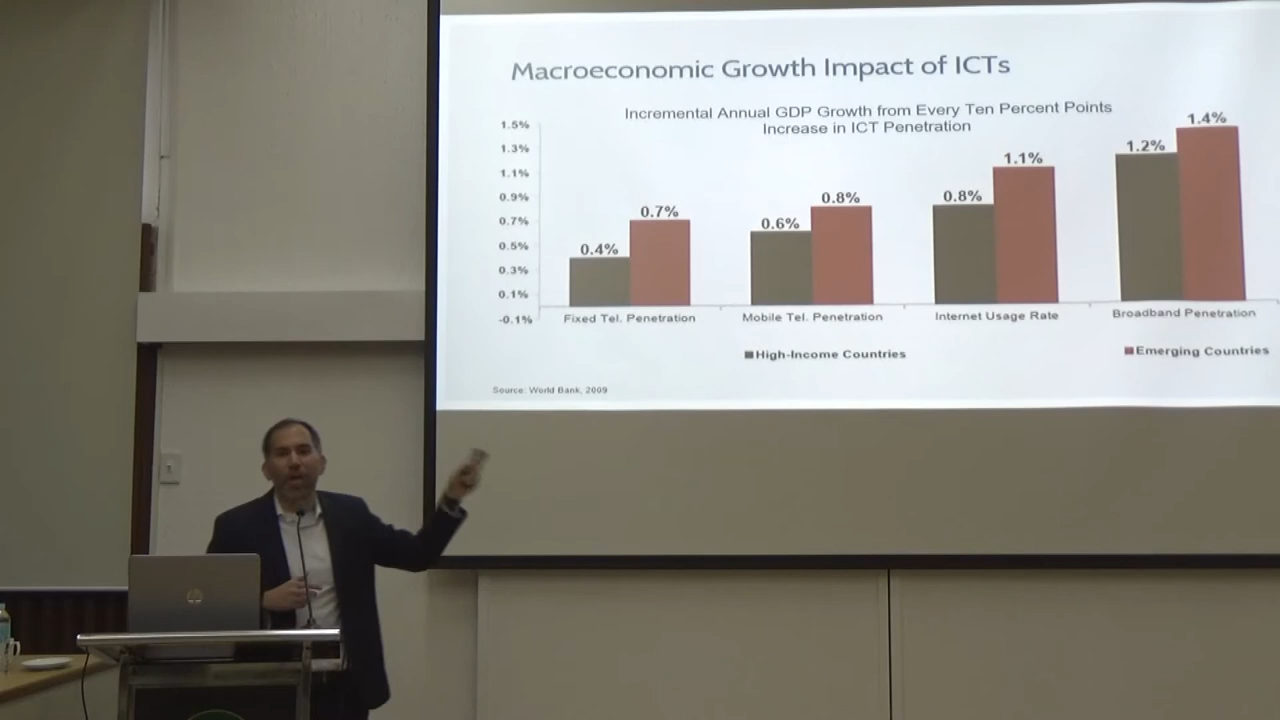 Macroeconomic Growth Impact of ICTs
Incremental Annual GDP Growth from Every Ten Percent Points
Increase in ICT Penetration
1.5%
1.3%
1.1%
0.9%
0.7%
0.5%
0.3%
0.1%
-0.1%
0.4%
0.7%
0.6%
0.8%
0.8%
1.1%
1.2%
1.4%
Fixed Tel. Penetration
Mobile Tel. Penetration
Internet Usage Rate
Broadband Penetration
High-Income Countries
Emerging Countries
Source: World Bank, 2009
hp